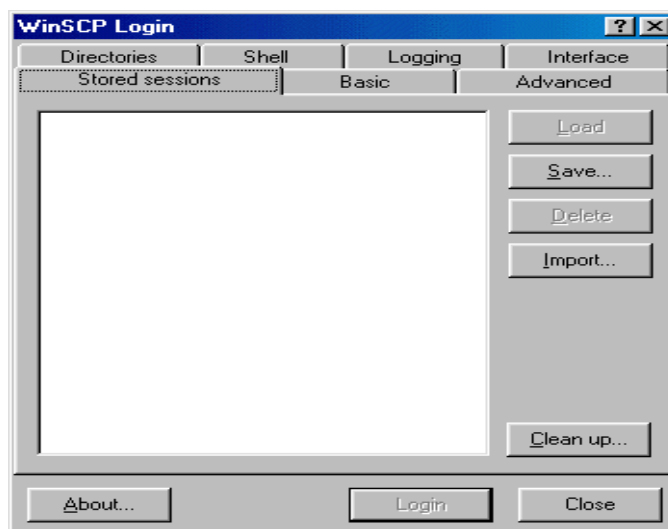 WinSCP Login
Directories Shell Logging Interface
Stored sessions Basic Advanced
Load
Save...
Delete
Import...
Clean up...
About... Login Close